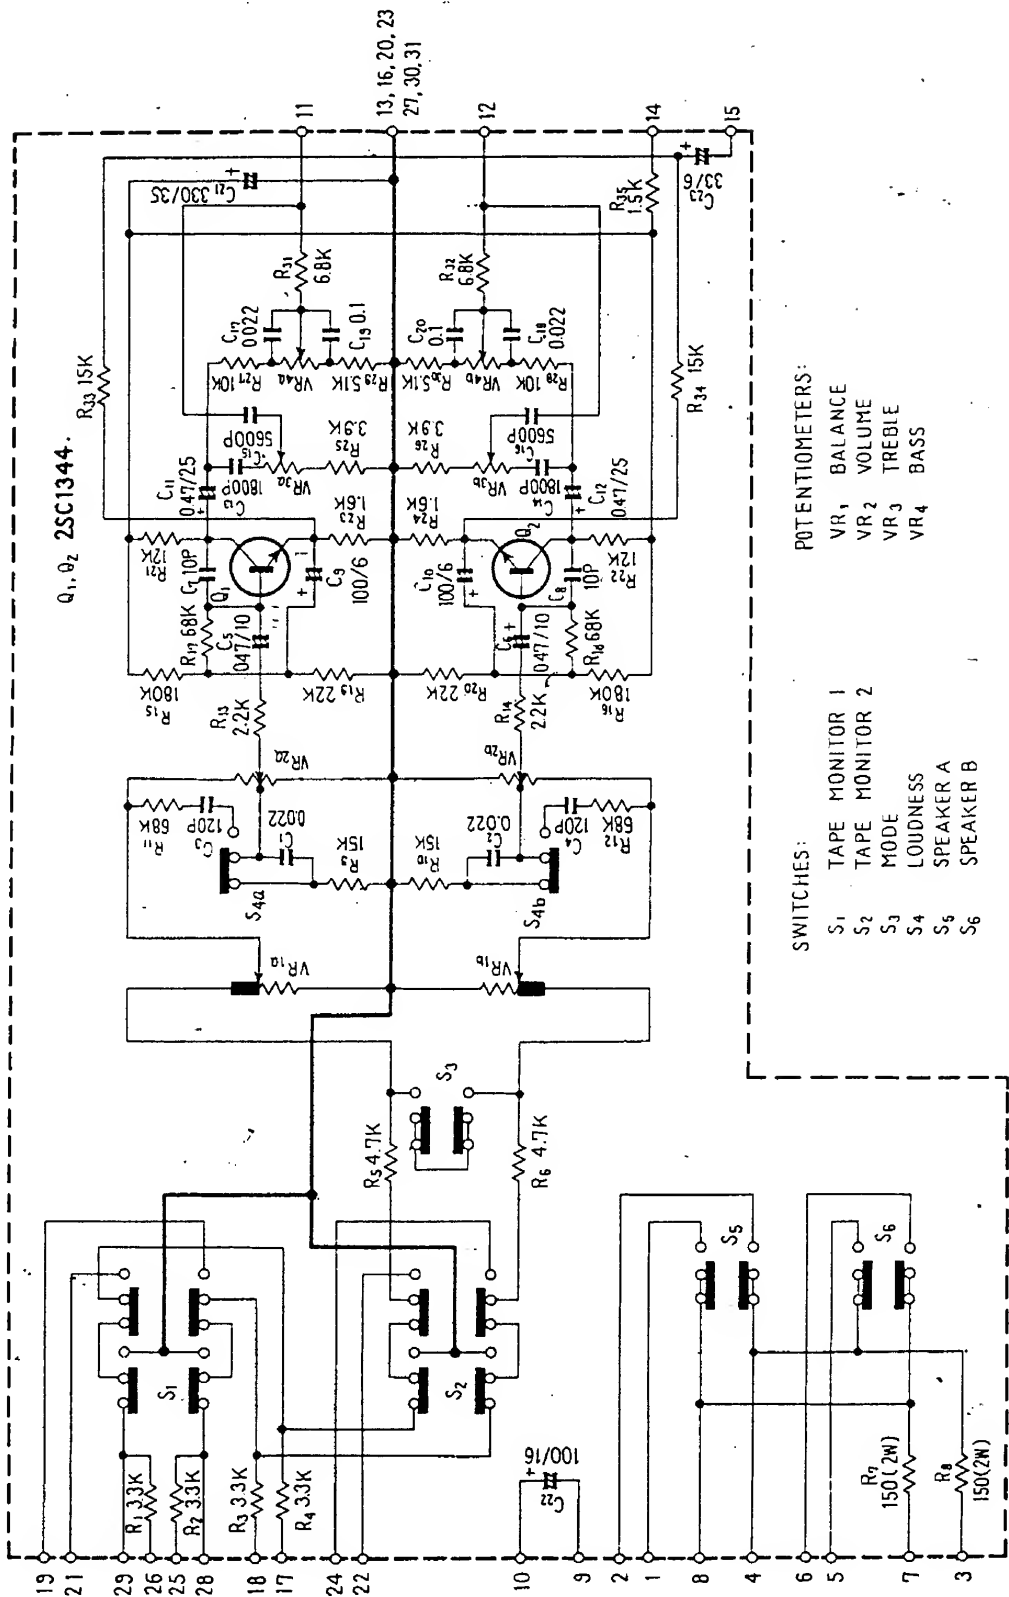 Q1, Q2 2SC1344.
13, 16, 20, 23
27, 30, 31
11
12
14
15
C21 330/35
R33 15K
R31
6.8K
R32
6.8K
R35
1.5K
33/6
C23
R34
15K
C17
0.022
C19 0.1
C20
0.1
C18
0.022
R27 10K
VR4a
R29 5.1K
R30 5.1K
VR4b
R28 10K
5600P
C15
VR3a
R25
3.9K
R26
3.9K
VR3b
C16
5600P
C11
0.47/25
C13
1800P
C14
1800P
C12
0.47/25
R21
12K
C7 10P
Q1
R23
1.6K
R24
1.6K
Q2
R22
12K
C8
10P
R17 68K
C5
0.47/10
C9
100/6
C10
100/6
C6
0.47/10
R18 68K
R15
180K
R19 22K
R20 22K
R16
180K
R13
2.2K
R14
2.2K
VR2a
VR2b
R11
68K
C3
120P
C1
0.022
R9
15K
R10
15K
C2
0.022
C4
120P
R12
68K
S4a
S4b
VR1a
VR1b
S3
R5 4.7K
R6 4.7K
S1
S2
S5
S6
R1 3.3K
R2 3.3K
R3 3.3K
R4 3.3K
100/16
C22
R7
150(2W)
R8
150(2W)
19
21
29
26
25
28
18
17
24
22
10
9
2
1
8
4
6
5
7
3
SWITCHES:
S1 TAPE MONITOR 1
S2 TAPE MONITOR 2
S3 MODE
S4 LOUDNESS
S5 SPEAKER A
S6 SPEAKER B
POTENTIOMETERS:
VR1 BALANCE
VR2 VOLUME
VR3 TREBLE
VR4 BASS